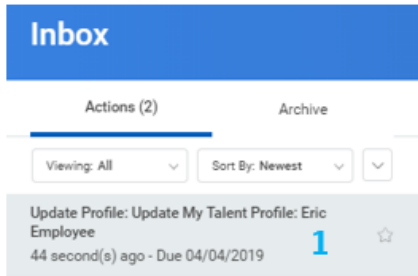 Inbox
Actions (2) Archive
Viewing: All Sort By: Newest
Update Profile: Update My Talent Profile: Eric
Employee
44 second(s) ago - Due 04/04/2019 1